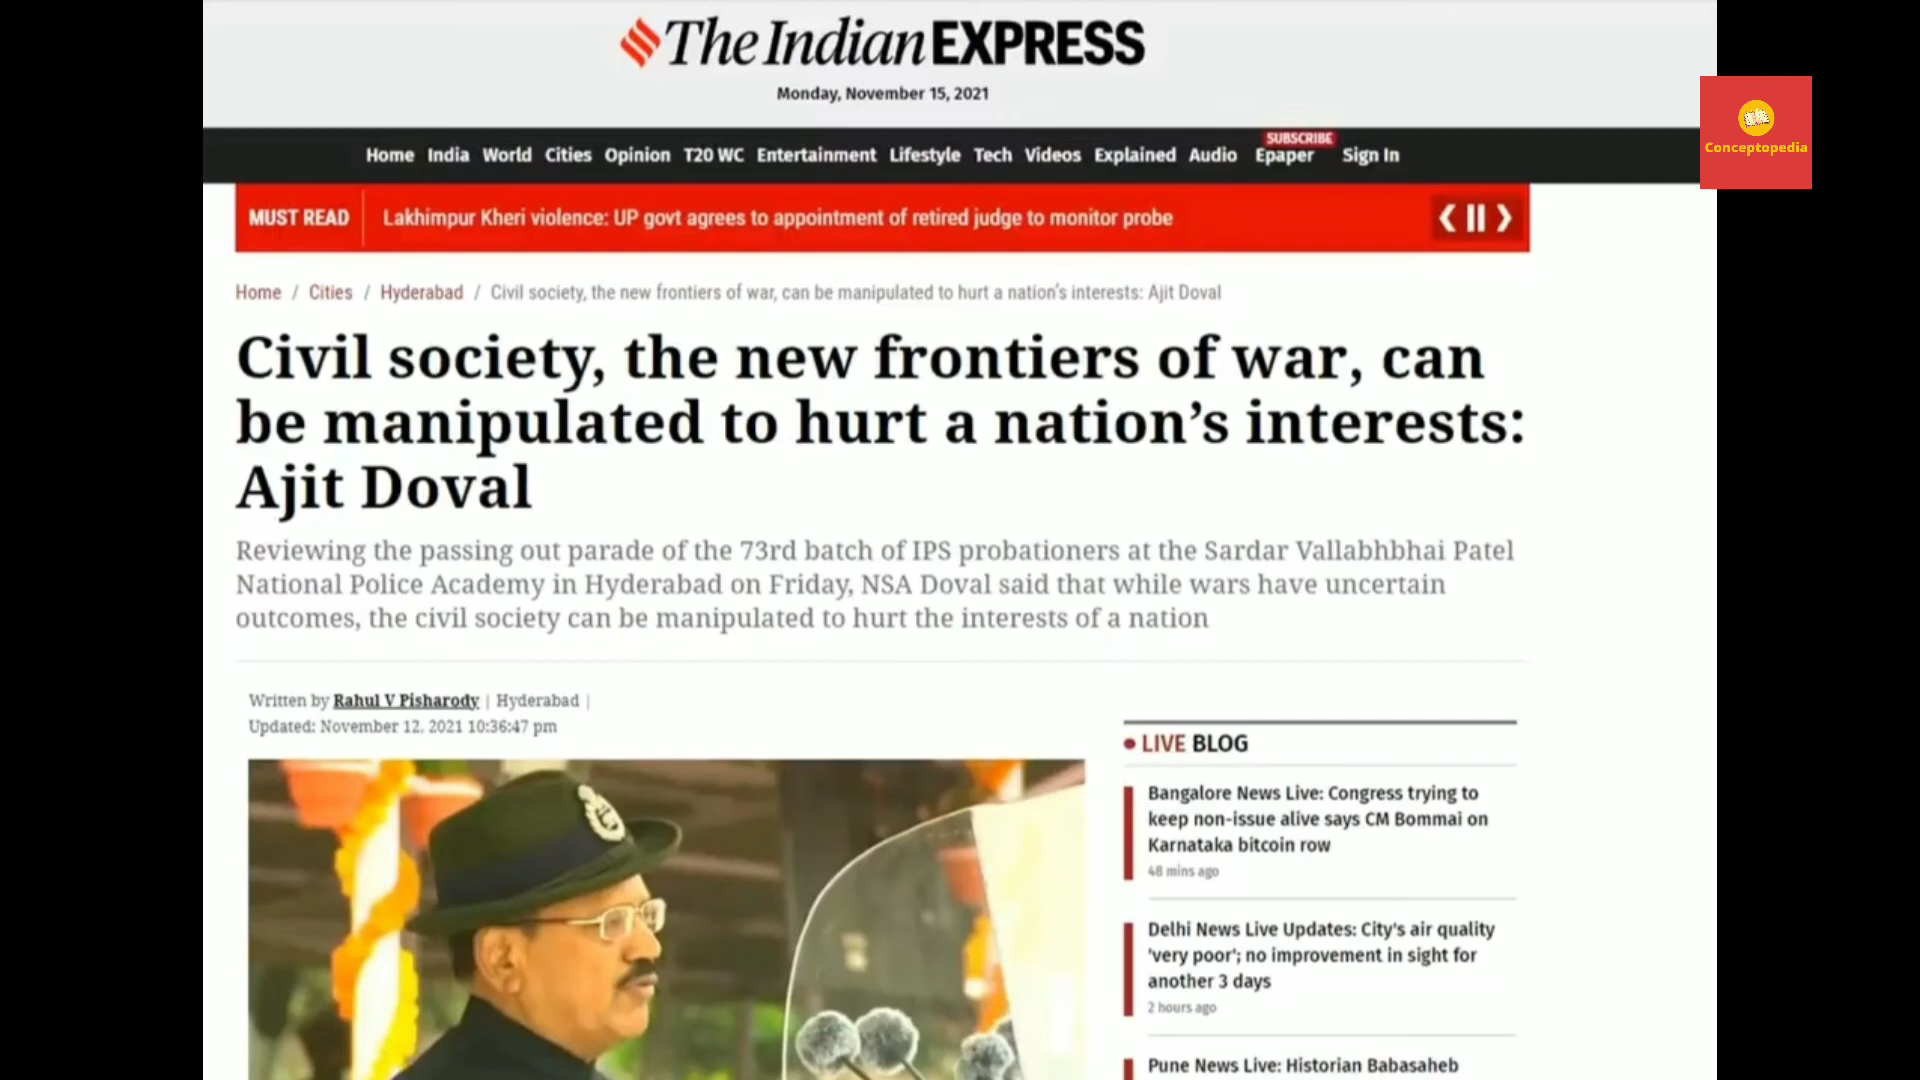 The Indian EXPRESS
Monday, November 15, 2021
Conceptopedia
SUBSCRIBE
Home India World Cities Opinion T20 WC Entertainment Lifestyle Tech Videos Explained Audio Epaper Sign In
MUST READ Lakhimpur Kheri violence: UP govt agrees to appointment of retired judge to monitor probe
Home / Cities / Hyderabad / Civil society, the new frontiers of war, can be manipulated to hurt a nation's interests: Ajit Doval
Civil society, the new frontiers of war, can
be manipulated to hurt a nation’s interests:
Ajit Doval
Reviewing the passing out parade of the 73rd batch of IPS probationers at the Sardar Vallabhbhai Patel
National Police Academy in Hyderabad on Friday, NSA Doval said that while wars have uncertain
outcomes, the civil society can be manipulated to hurt the interests of a nation
Written by Rahul V Pisharody | Hyderabad |
Updated: November 12, 2021 10:36:47 pm
LIVE BLOG
Bangalore News Live: Congress trying to
keep non-issue alive says CM Bommai on
Karnataka bitcoin row
48 mins ago
Delhi News Live Updates: City's air quality
'very poor'; no improvement in sight for
another 3 days
2 hours ago
Pune News Live: Historian Babasaheb